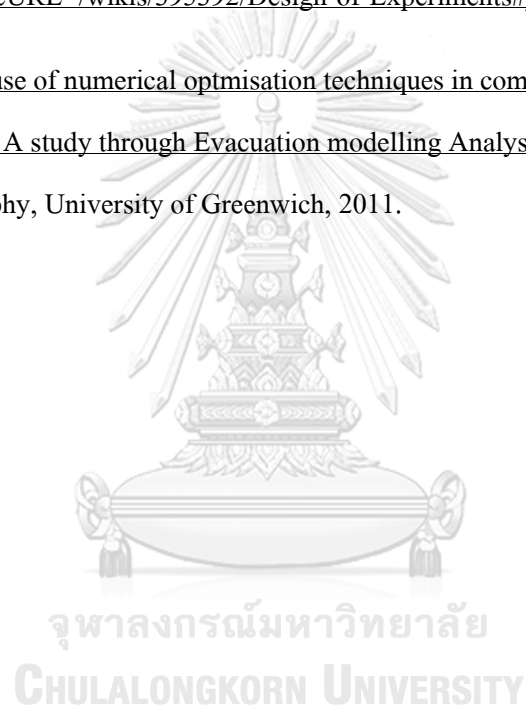 /wikis/595392/Design of Experiments
use of numerical optmisation techniques in com
A study through Evacuation modelling Analys
phy, University of Greenwich, 2011.
จุฬาลงกรณ์มหาวิทยาลัย
CHULALONGKORN UNIVERSITY